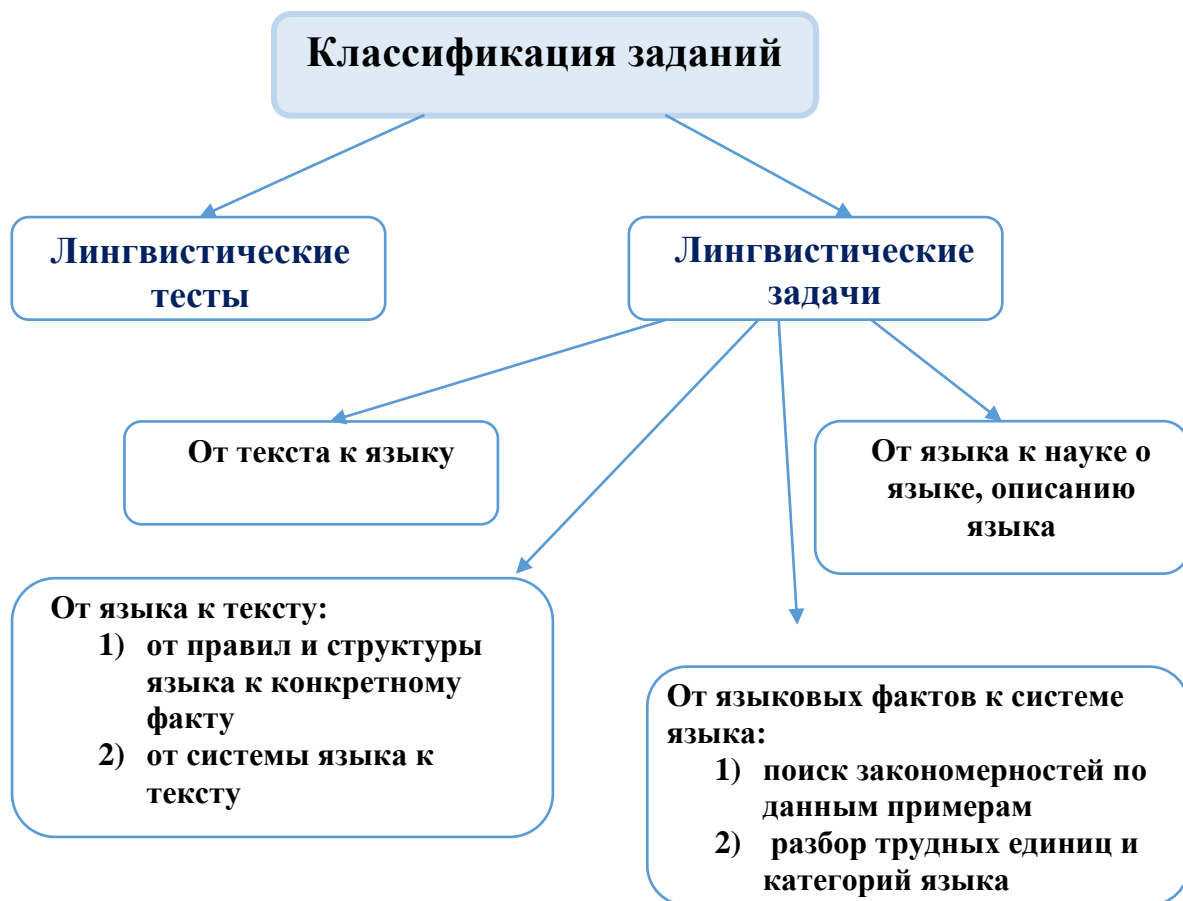 Классификация заданий
Лингвистические
тесты
Лингвистические
задачи
От текста к языку
От языка к науке о
языке, описанию
языка
От языка к тексту:
1) от правил и структуры
языка к конкретному
факту
2) от системы языка к
тексту
От языковых фактов к системе
языка:
1) поиск закономерностей по
данным примерам
2) разбор трудных единиц и
категорий языка